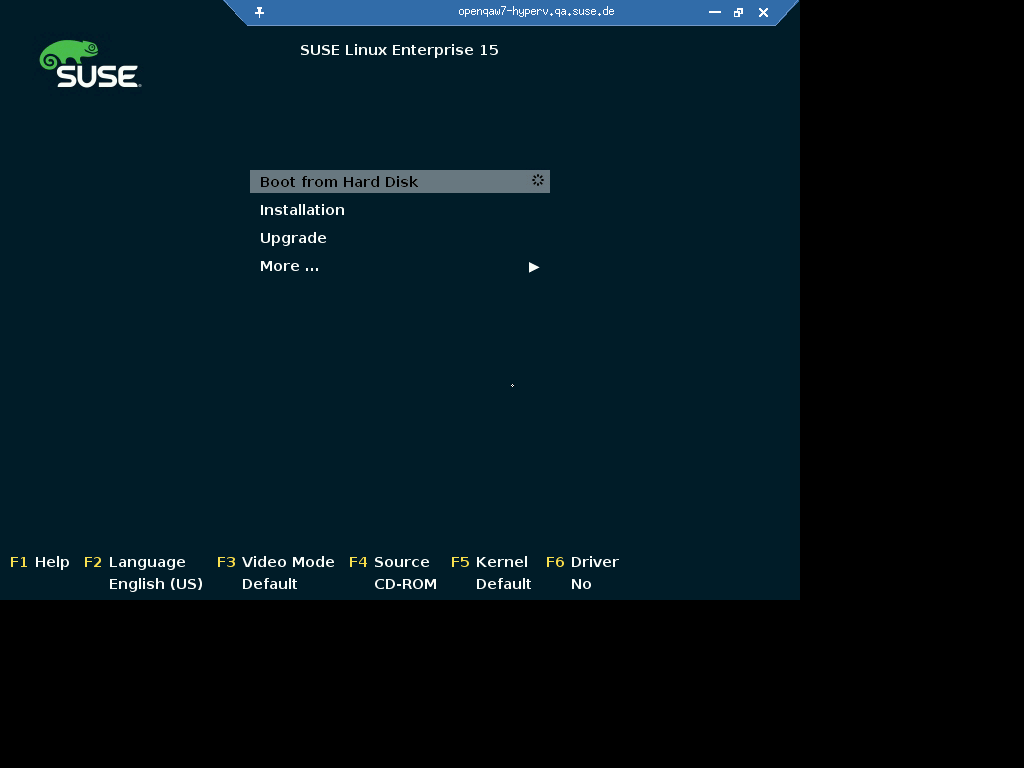 openqaw7-hyperv.qa.suse.de
SUSE
SUSE Linux Enterprise 15
Boot from Hard Disk
Installation
Upgrade
More ...
F1 Help F2 Language F3 Video Mode F4 Source F5 Kernel F6 Driver
English (US) Default CD-ROM Default No